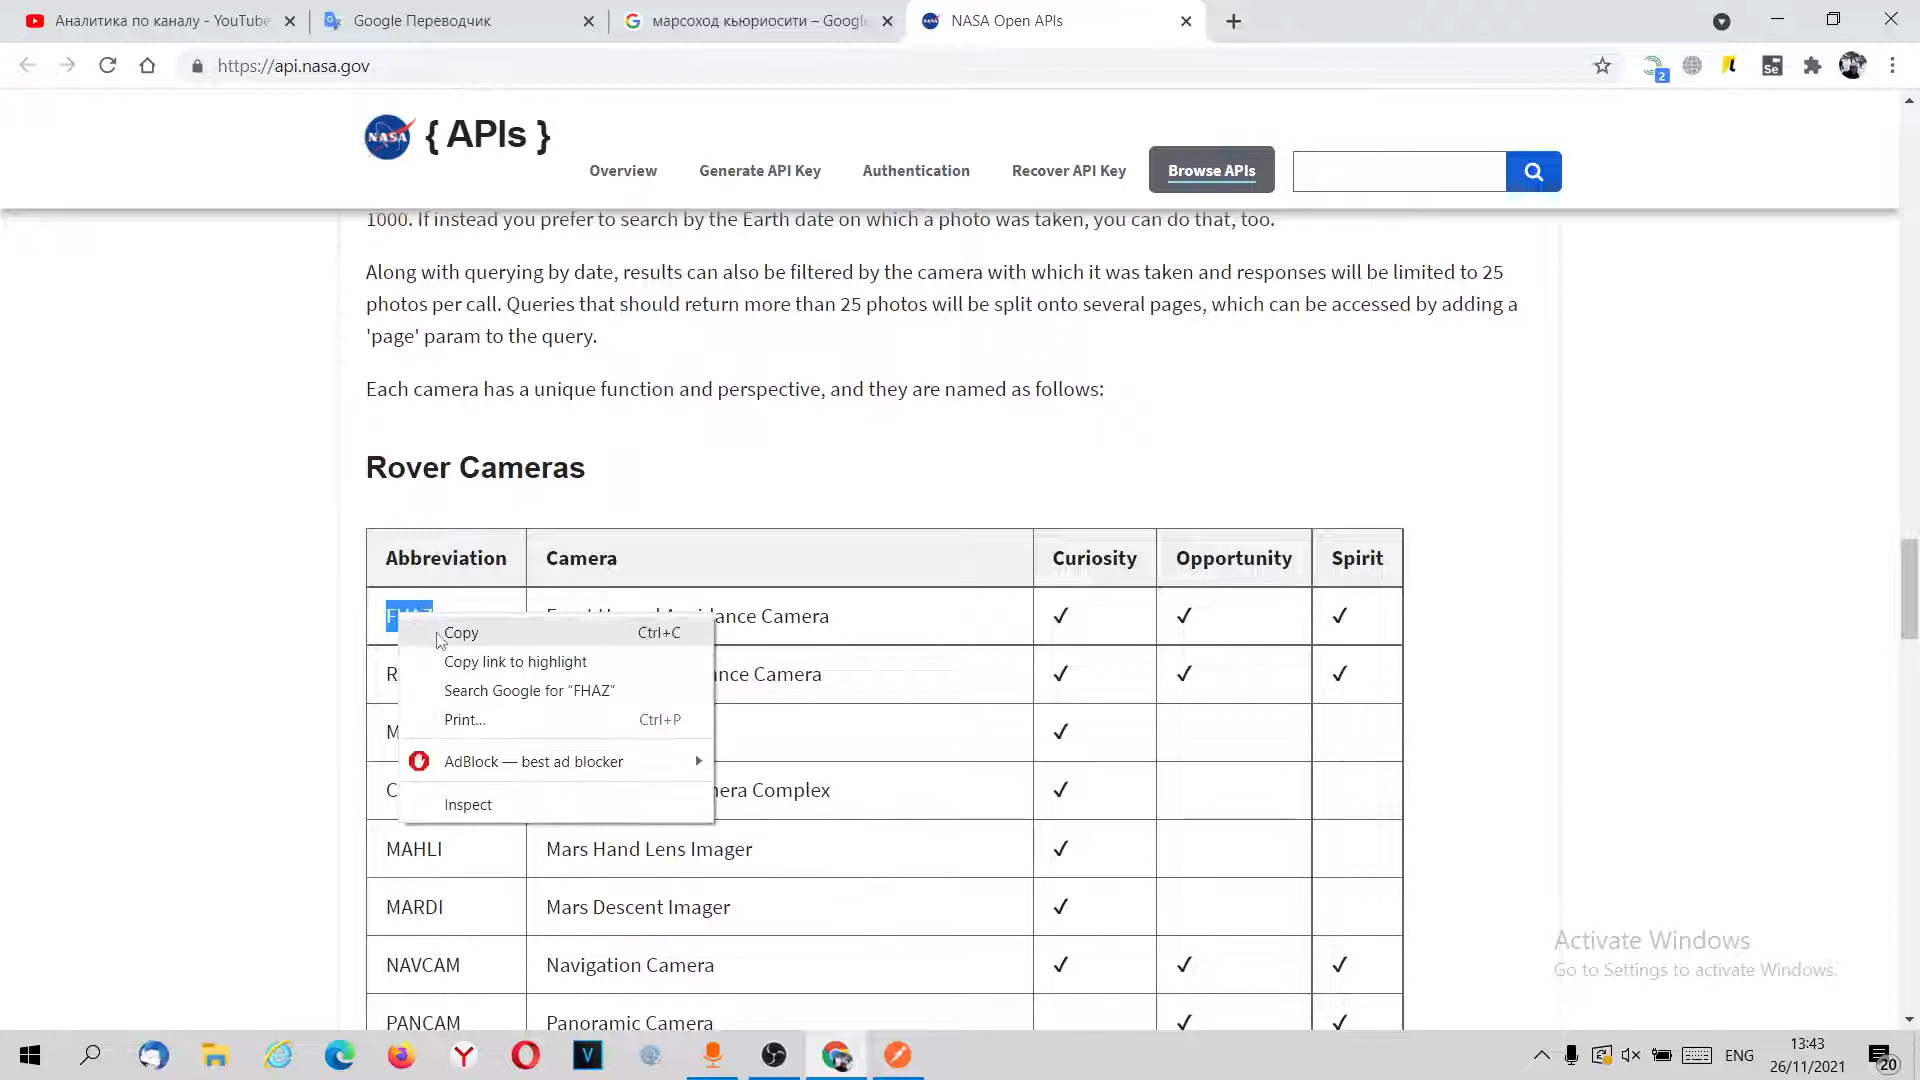 Аналитика по каналу - YouTube
Google Переводчик
марсоход кьюриосити – Google
NASA Open APIs
https://api.nasa.gov
2
Se
NASA
{ APIs }
Overview
Generate API Key
Authentication
Recover API Key
Browse APIs
1000. If instead you prefer to search by the Earth date on which a photo was taken, you can do that, too.
Along with querying by date, results can also be filtered by the camera with which it was taken and responses will be limited to 25
photos per call. Queries that should return more than 25 photos will be split onto several pages, which can be accessed by adding a
'page' param to the query.
Each camera has a unique function and perspective, and they are named as follows:
Rover Cameras
Abbreviation Camera Curiosity Opportunity Spirit
FHAZ ance Camera ✓ ✓ ✓
R nce Camera ✓ ✓ ✓
M ✓
C mera Complex ✓
MAHLI Mars Hand Lens Imager ✓
MARDI Mars Descent Imager ✓
NAVCAM Navigation Camera ✓ ✓ ✓
PANCAM Panoramic Camera ✓ ✓
Copy Ctrl+C
Copy link to highlight
Search Google for “FHAZ”
Print... Ctrl+P
AdBlock — best ad blocker
Inspect
Activate Windows
Go to Settings to activate Windows.
ENG
13:43
26/11/2021
20